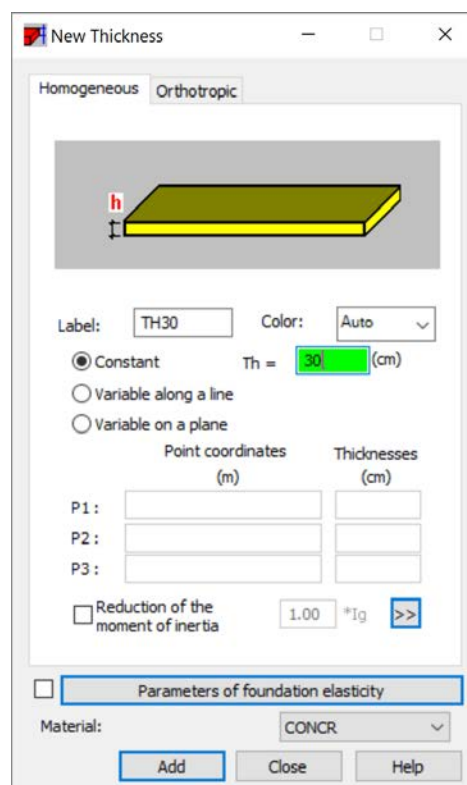 New Thickness
Homogeneous Orthotropic
h
Label: TH30 Color: Auto
Constant Th = 30 (cm)
Variable along a line
Variable on a plane
Point coordinates Thicknesses
(m) (cm)
P1 :
P2 :
P3 :
Reduction of the
moment of inertia 1.00 *Ig >>
Parameters of foundation elasticity
Material: CONCR
Add Close Help